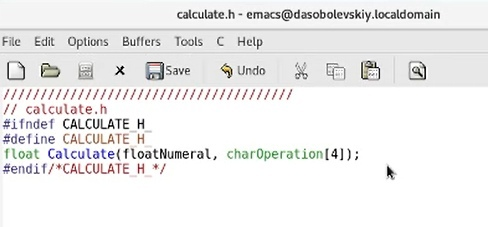 calculate.h - emacs@dasobolevskiy.localdomain
File Edit Options Buffers Tools C Help
Save Undo
///////////////////////////////////////
// calculate.h
#ifndef CALCULATE_H_
#define CALCULATE_H_
float Calculate(floatNumeral, charOperation[4]);
#endif/*CALCULATE_H_*/